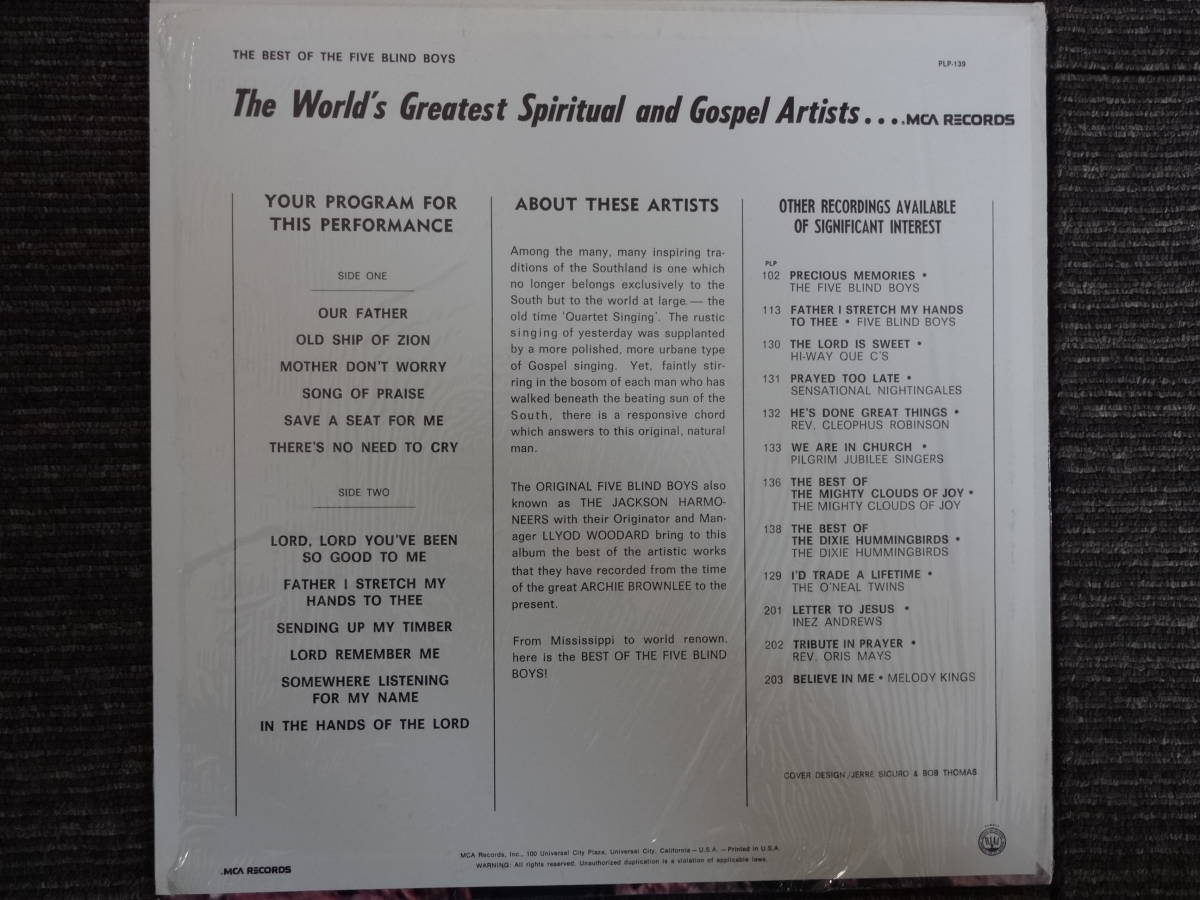 THE BEST OF THE FIVE BLIND BOYS
PLP-139
The World's Greatest Spiritual and Gospel Artists....MCA RECORDS
YOUR PROGRAM FOR
THIS PERFORMANCE
SIDE ONE
OUR FATHER
OLD SHIP OF ZION
MOTHER DON'T WORRY
SONG OF PRAISE
SAVE A SEAT FOR ME
THERE'S NO NEED TO CRY
SIDE TWO
LORD, LORD YOU'VE BEEN
SO GOOD TO ME
FATHER I STRETCH MY
HANDS TO THEE
SENDING UP MY TIMBER
LORD REMEMBER ME
SOMEWHERE LISTENING
FOR MY NAME
IN THE HANDS OF THE LORD
ABOUT THESE ARTISTS
Among the many, many inspiring tra-
ditions of the Southland is one which
no longer belongs exclusively to the
South but to the world at large — the
old time 'Quartet Singing'. The rustic
singing of yesterday was supplanted
by a more polished, more urbane type
of Gospel singing. Yet, faintly stir-
ring in the bosom of each man who has
walked beneath the beating sun of the
South, there is a responsive chord
which answers to this original, natural
man.
The ORIGINAL FIVE BLIND BOYS also
known as THE JACKSON HARMO-
NEERS with their Originator and Man-
ager LLYOD WOODARD bring to this
album the best of the artistic works
that they have recorded from the time
of the great ARCHIE BROWNLEE to the
present.
From Mississippi to world renown,
here is the BEST OF THE FIVE BLIND
BOYS!
OTHER RECORDINGS AVAILABLE
OF SIGNIFICANT INTEREST
PLP
102 PRECIOUS MEMORIES •
THE FIVE BLIND BOYS
113 FATHER I STRETCH MY HANDS
TO THEE • FIVE BLIND BOYS
130 THE LORD IS SWEET •
HI-WAY QUE C'S
131 PRAYED TOO LATE •
SENSATIONAL NIGHTINGALES
132 HE'S DONE GREAT THINGS •
REV. CLEOPHUS ROBINSON
133 WE ARE IN CHURCH •
PILGRIM JUBILEE SINGERS
136 THE BEST OF
THE MIGHTY CLOUDS OF JOY •
THE MIGHTY CLOUDS OF JOY
138 THE BEST OF
THE DIXIE HUMMINGBIRDS •
THE DIXIE HUMMINGBIRDS
129 I'D TRADE A LIFETIME •
THE O'NEAL TWINS
201 LETTER TO JESUS •
INEZ ANDREWS
202 TRIBUTE IN PRAYER •
REV. ORIS MAYS
203 BELIEVE IN ME • MELODY KINGS
COVER DESIGN/JERRE SICURO & BOB THOMAS
MCA Records, Inc., 100 Universal City Plaza, Universal City, California – U.S.A. – Printed in U.S.A.
WARNING: All rights reserved. Unauthorized duplication is a violation of applicable laws.
MCA RECORDS